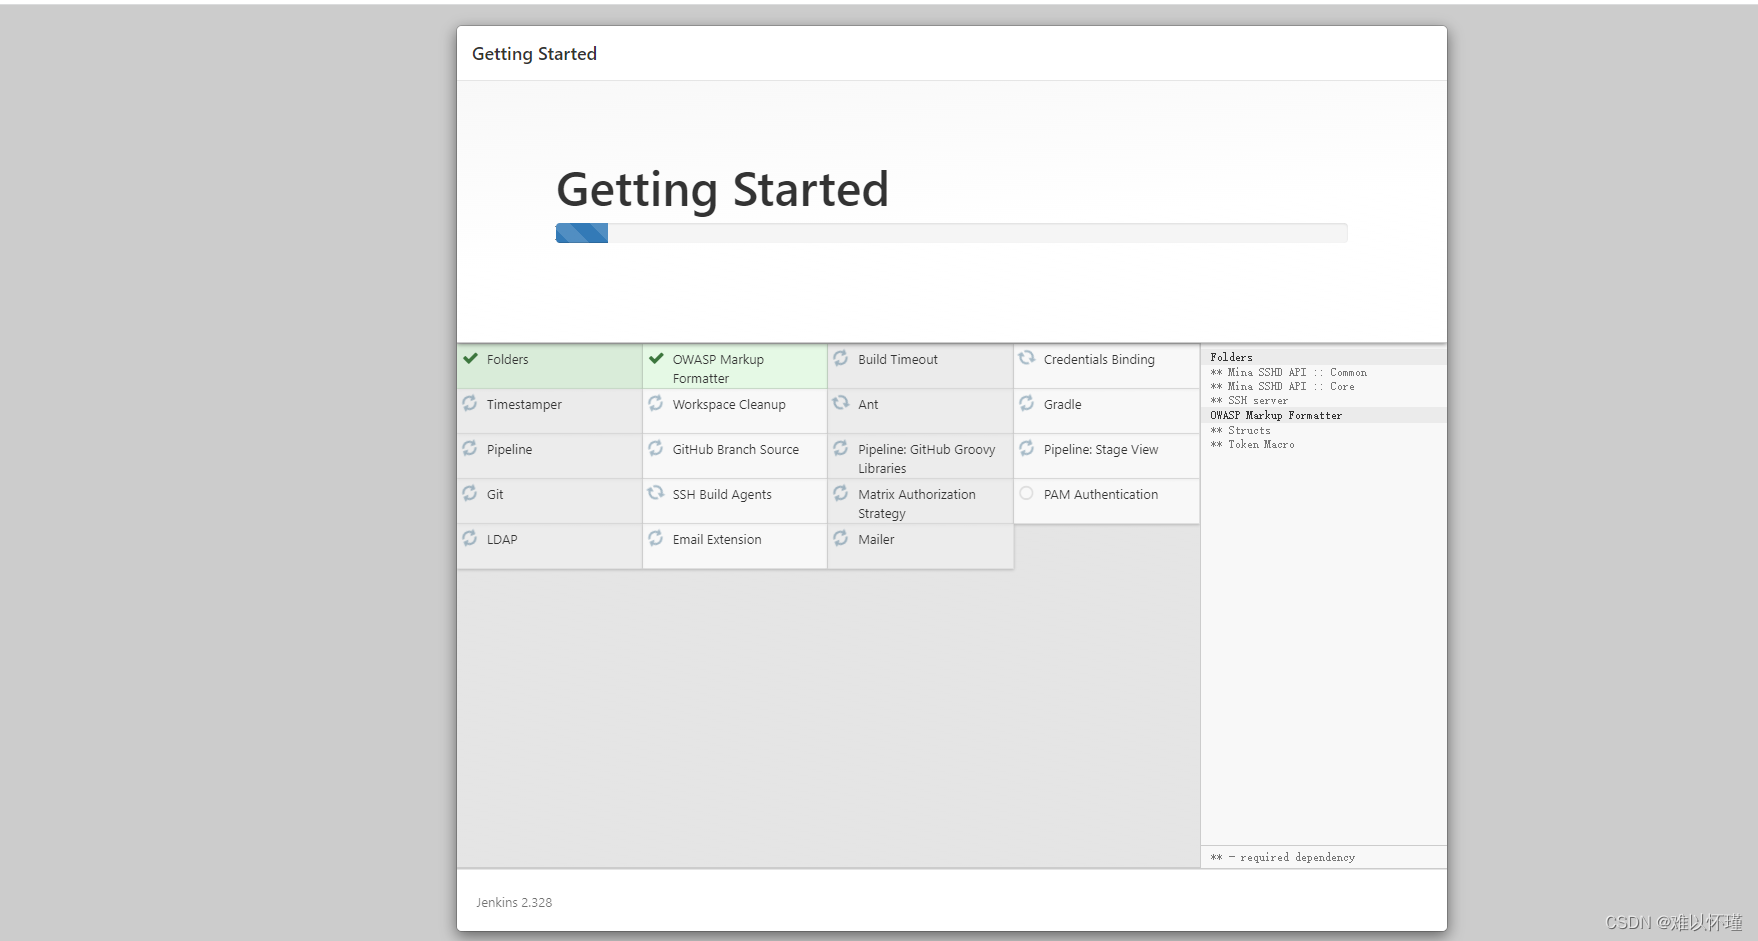 Getting Started
Getting Started
Folders
OWASP Markup
Formatter
Build Timeout
Credentials Binding
Timestamper
Workspace Cleanup
Ant
Gradle
Pipeline
GitHub Branch Source
Pipeline: GitHub Groovy
Libraries
Pipeline: Stage View
Git
SSH Build Agents
Matrix Authorization
Strategy
PAM Authentication
LDAP
Email Extension
Mailer
Folders
** Mina SSHD API :: Common
** Mina SSHD API :: Core
** SSH server
OWASP Markup Formatter
** Structs
** Token Macro
** - required dependency
Jenkins 2.328
CSDN @难以怀瑾